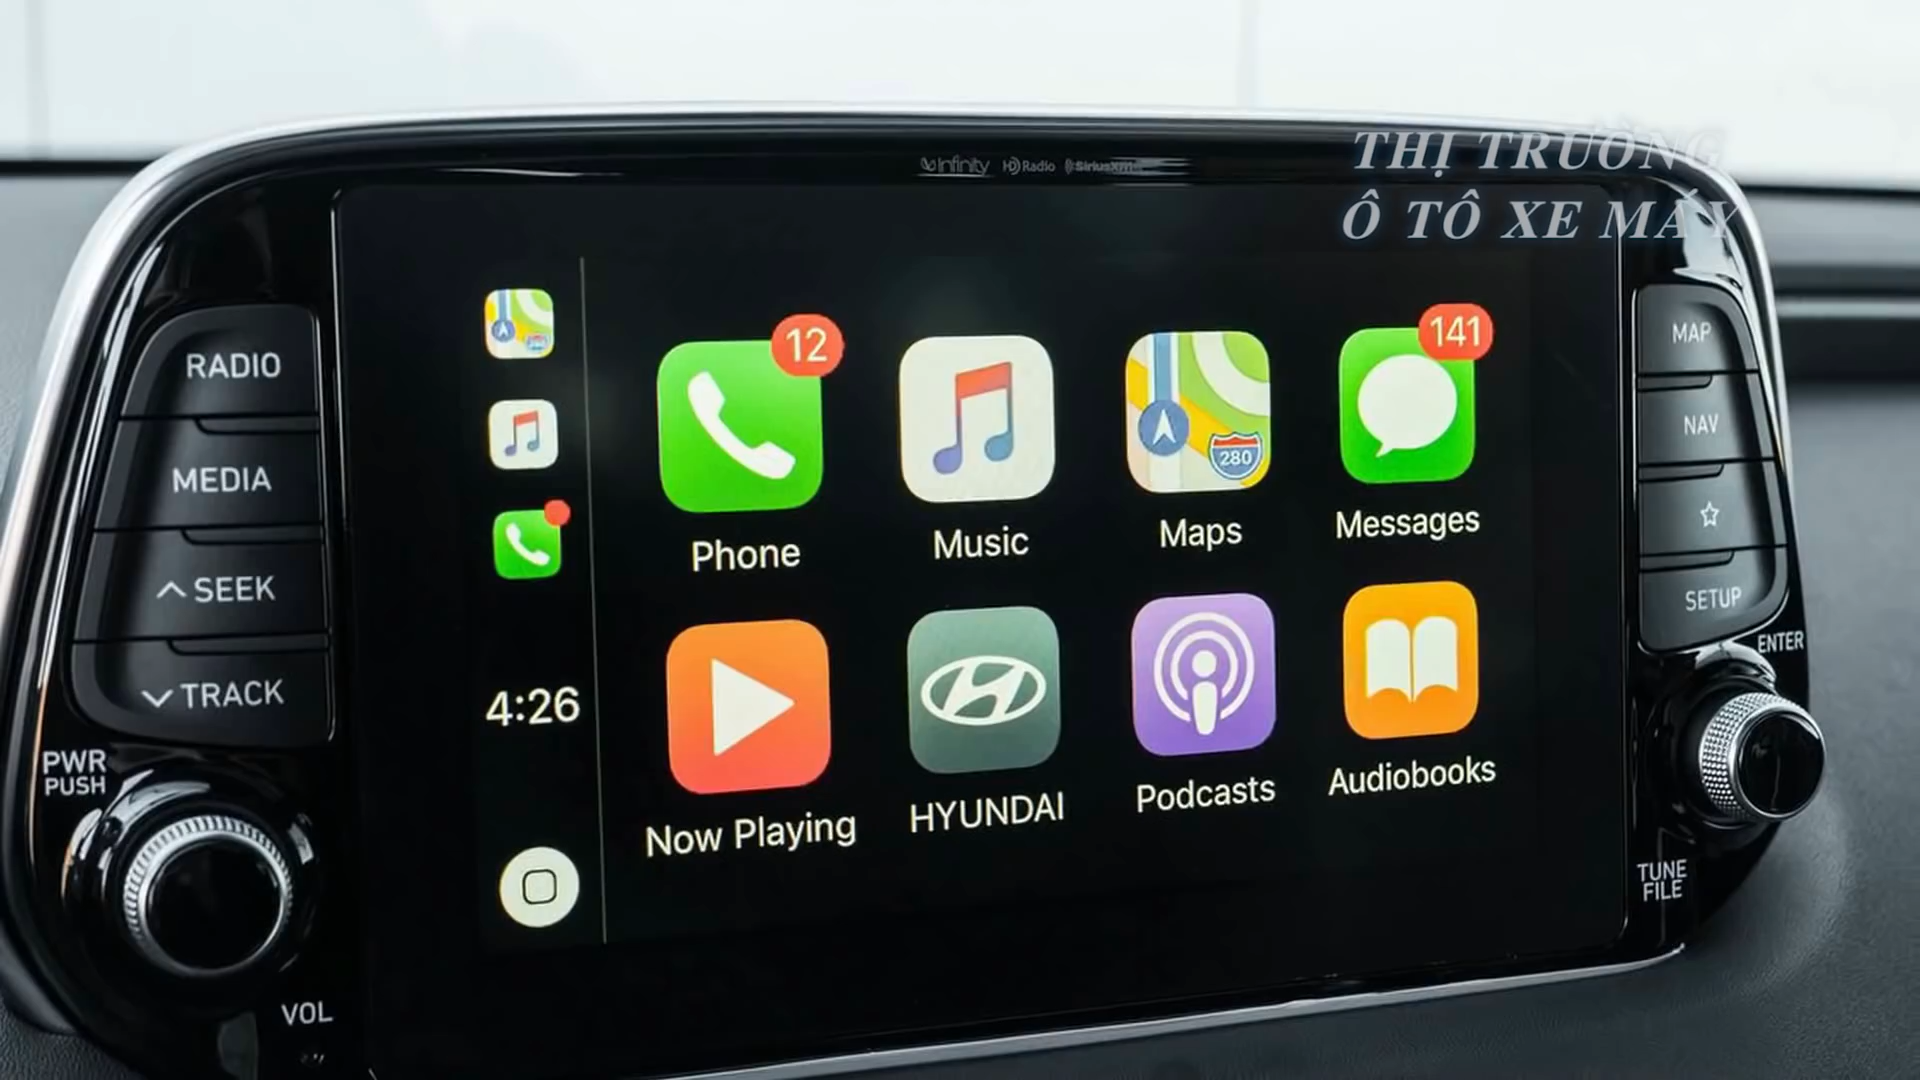 THỊ TRƯỜNG
Ô TÔ XE MÁY
infinity HD Radio SiriusXM
RADIO
MEDIA
SEEK
TRACK
PWR
PUSH
VOL
12
141
280
Phone
Music
Maps
Messages
4:26
Now Playing
HYUNDAI
Podcasts
Audiobooks
MAP
NAV
SETUP
ENTER
TUNE
FILE